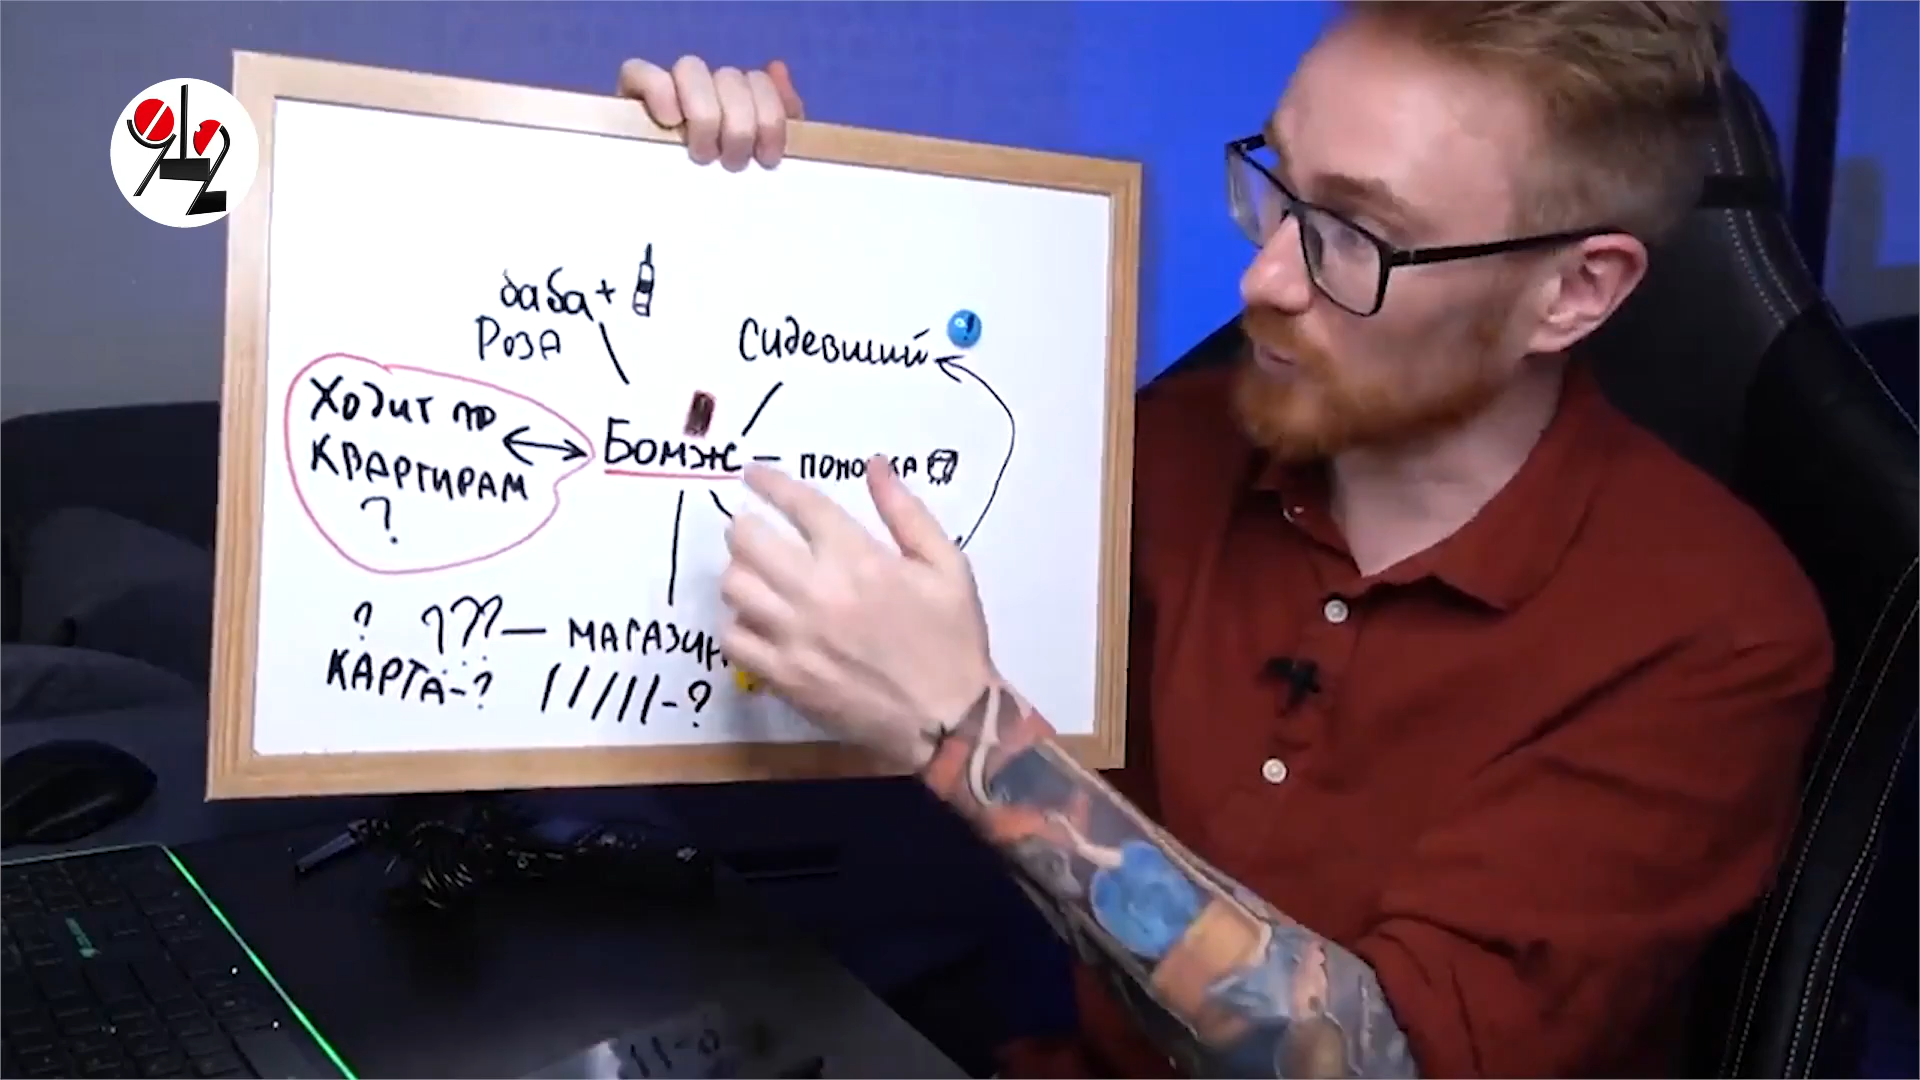 баба+
Роза
Сидевший
Ходит по
квартирам
?
Бомж –
? ??? — магазин
карта-? /////-?